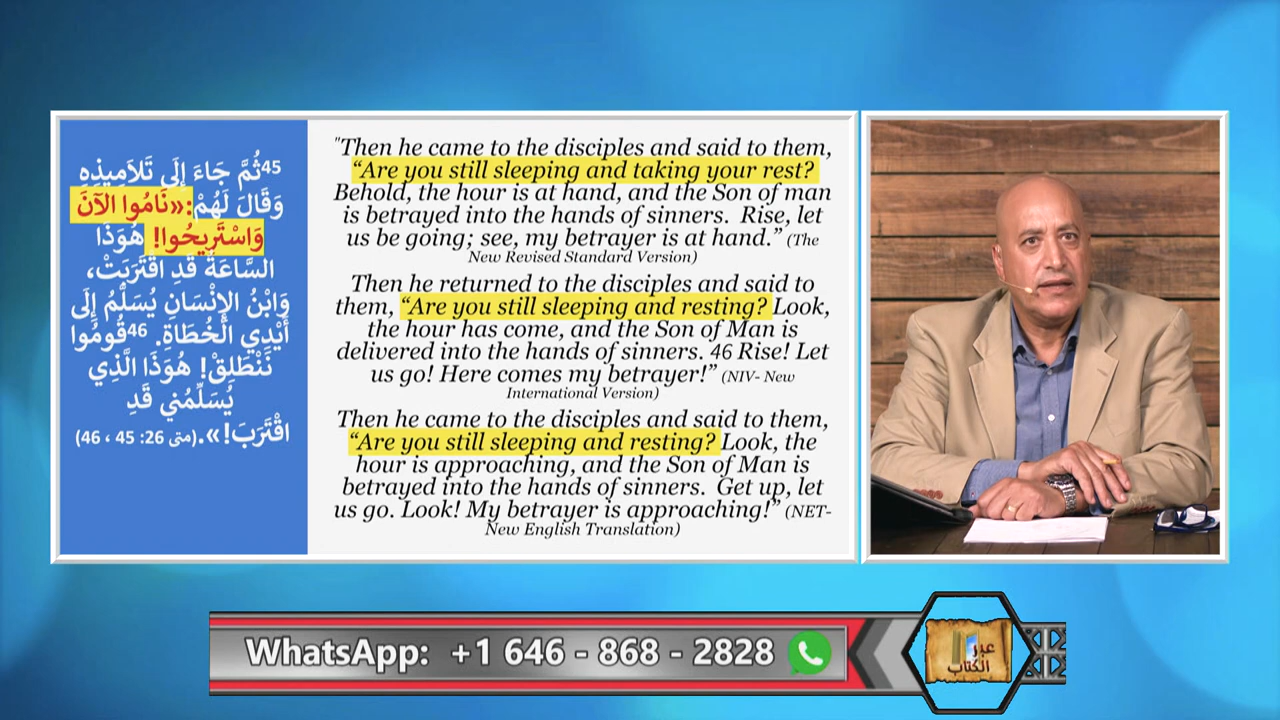 45ثُمَّ جَاءَ إِلَى تَلاَمِيذِهِ
وَقَالَ لَهُمْ:«نَامُوا الآنَ
وَاسْتَرِيحُوا! هُوَذَا
السَّاعَةُ قَدِ اقْتَرَبَتْ،
وَابْنُ الإِنْسَانِ يُسَلَّمُ إِلَى
أَيْدِي الْخُطَاةِ. 46قُومُوا
نَنْطَلِقْ! هُوَذَا الَّذِي
يُسَلِّمُنِي قَدِ
اقْتَرَبَ!».(متى 26: 45 ، 46)
"Then he came to the disciples and said to them,
“Are you still sleeping and taking your rest?
Behold, the hour is at hand, and the Son of man
is betrayed into the hands of sinners. Rise, let
us be going; see, my betrayer is at hand.” (The
New Revised Standard Version)
Then he returned to the disciples and said to
them, “Are you still sleeping and resting? Look,
the hour has come, and the Son of Man is
delivered into the hands of sinners. 46 Rise! Let
us go! Here comes my betrayer!” (NIV- New
International Version)
Then he came to the disciples and said to them,
“Are you still sleeping and resting? Look, the
hour is approaching, and the Son of Man is
betrayed into the hands of sinners. Get up, let
us go. Look! My betrayer is approaching!” (NET-
New English Translation)
WhatsApp: +1 646 - 868 - 2828
عبر
الكتاب